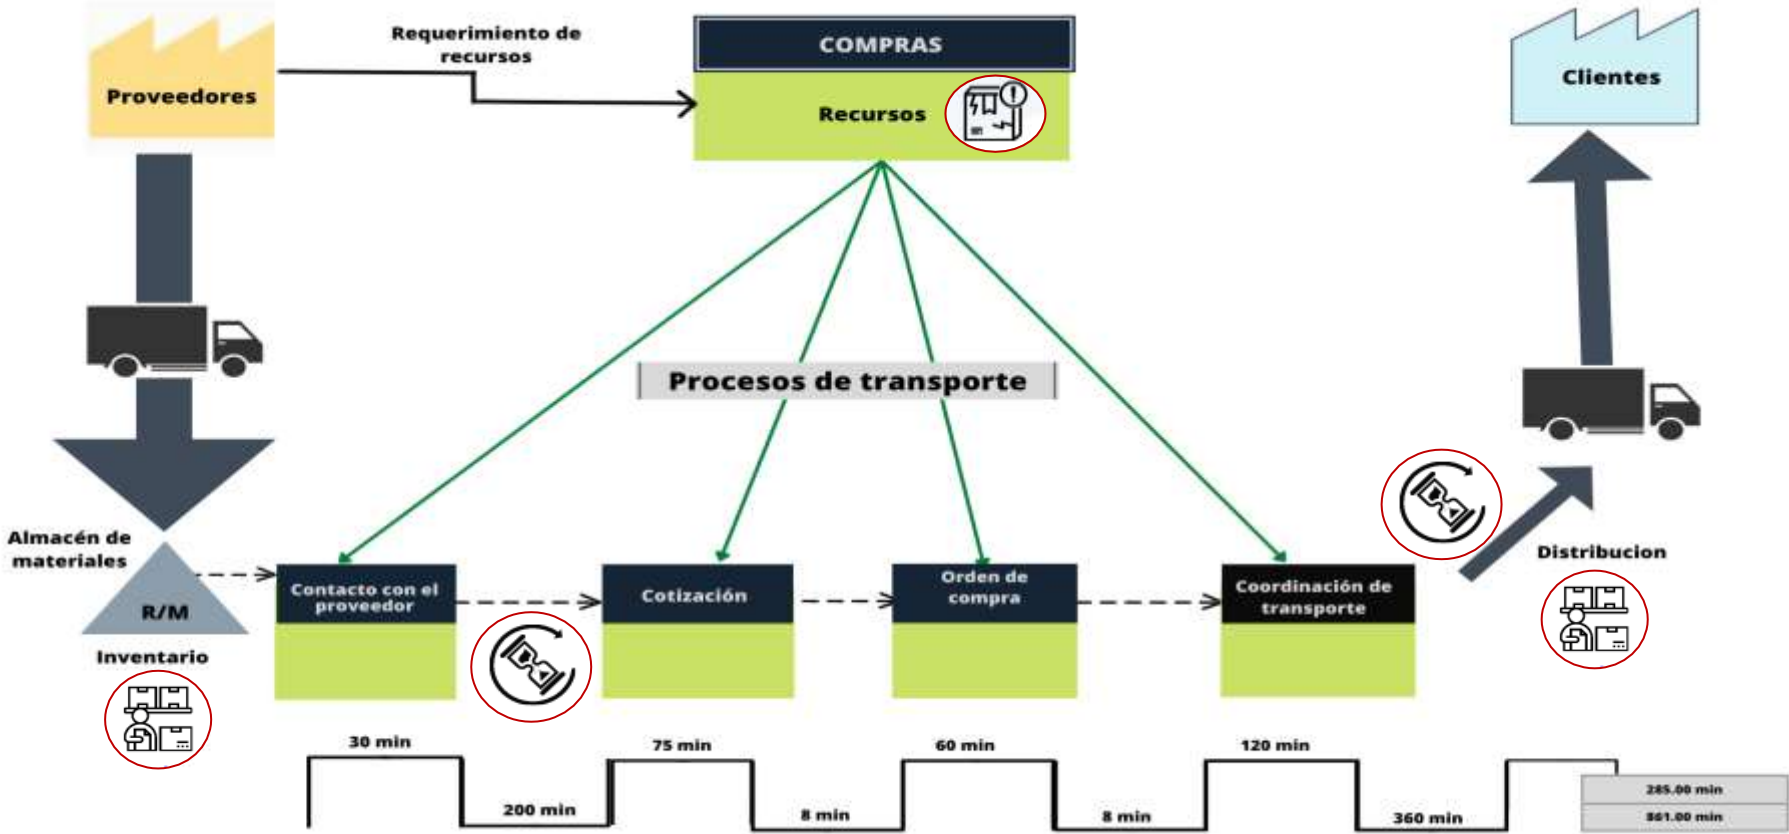 Requerimiento de
recursos
COMPRAS
Clientes
Proveedores
Recursos
Procesos de transporte
Almacén de
materiales
R/M
Inventario
Contacto con el
proveedor
Cotización
Orden de
compra
Coordinación de
transporte
Distribucion
30 min
75 min
60 min
120 min
200 min
8 min
8 min
360 min
285.00 min
861.00 min